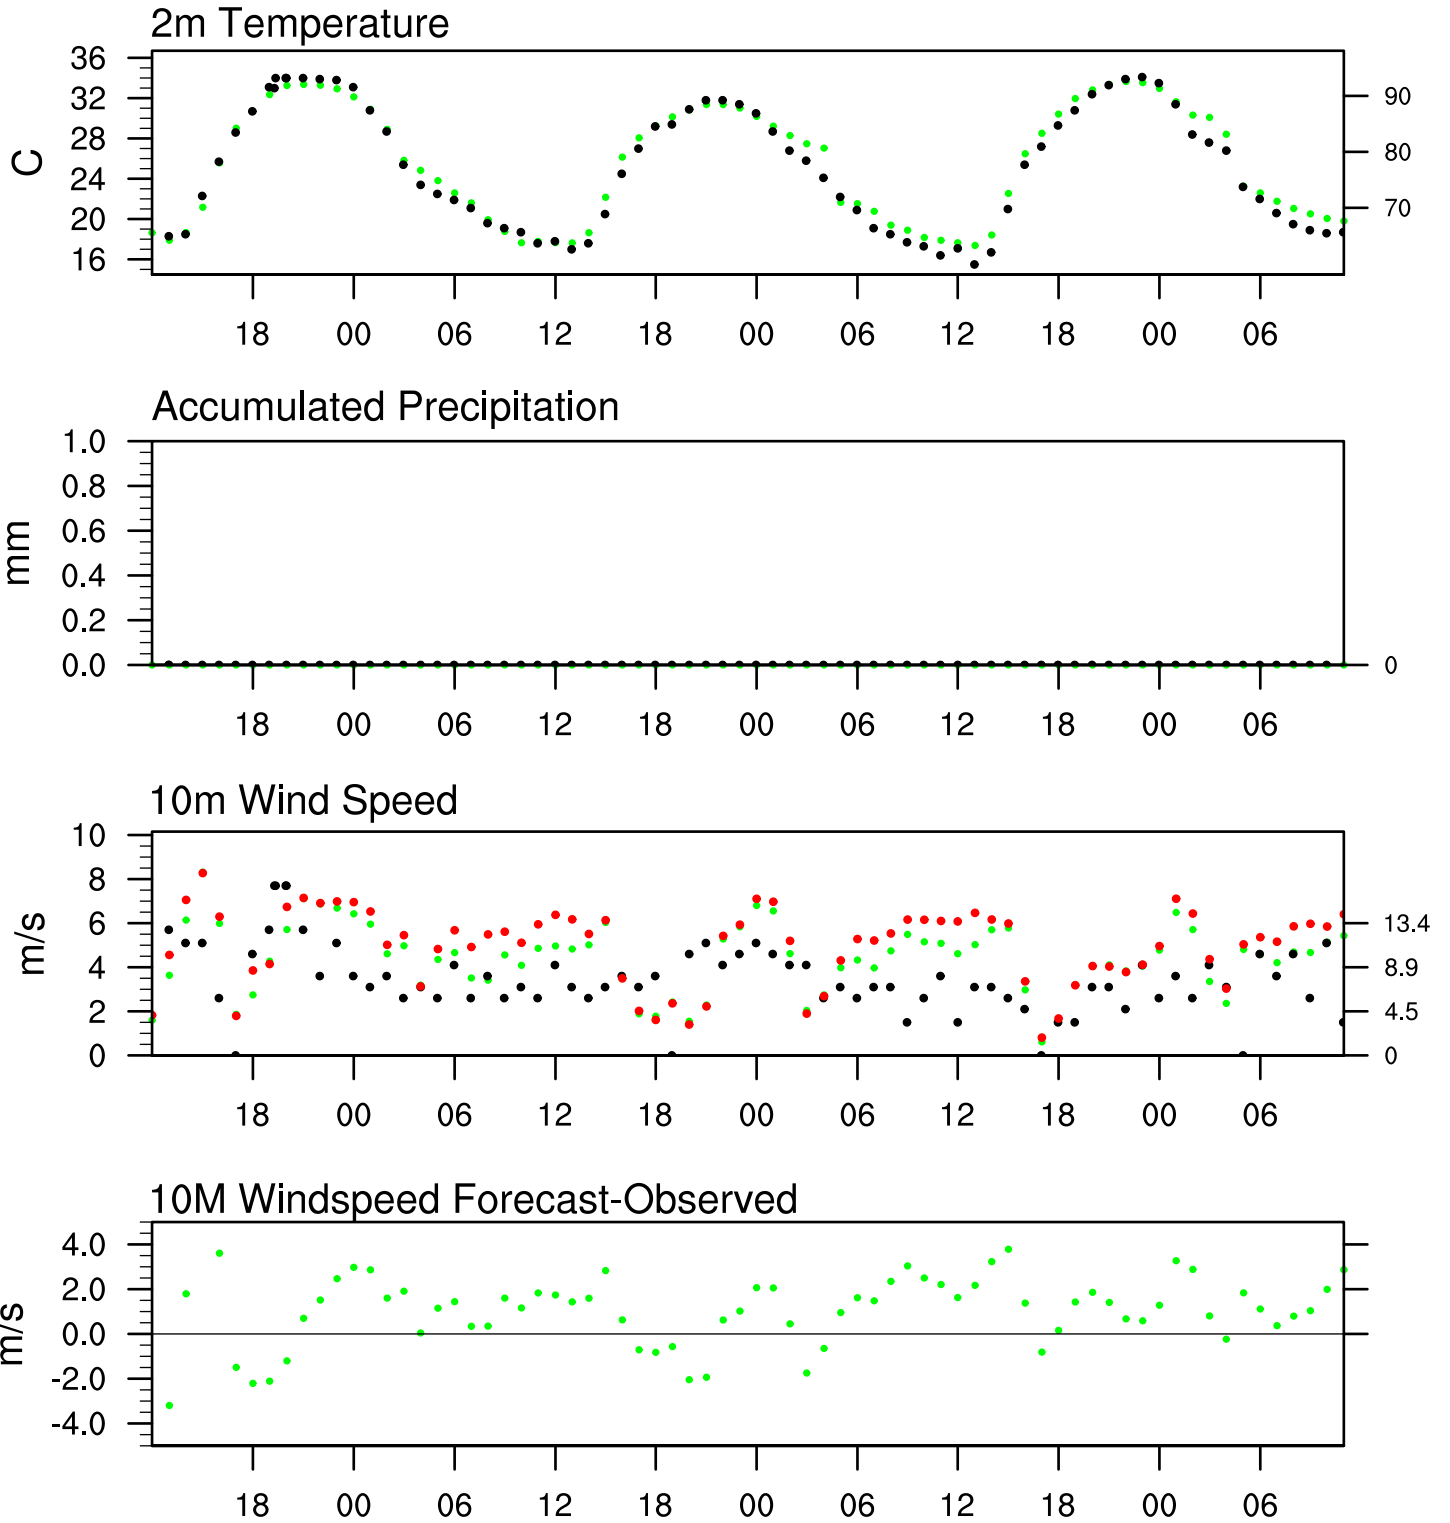 2m Temperature
36
32
28
24
20
16
C
90
80
70
18 00 06 12 18 00 06 12 18 00 06
Accumulated Precipitation
1.0
0.8
0.6
0.4
0.2
0.0
mm
0
18 00 06 12 18 00 06 12 18 00 06
10m Wind Speed
10
8
6
4
2
0
m/s
13.4
8.9
4.5
0
18 00 06 12 18 00 06 12 18 00 06
10M Windspeed Forecast-Observed
4.0
2.0
0.0
-2.0
-4.0
m/s
18 00 06 12 18 00 06 12 18 00 06